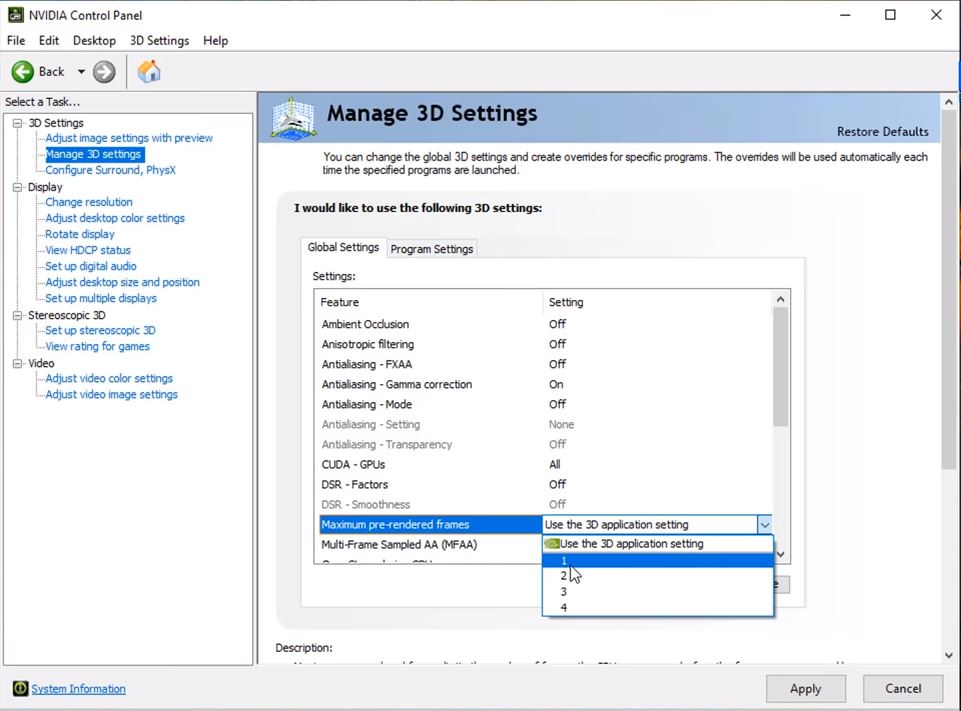 NVIDIA Control Panel
File Edit Desktop 3D Settings Help
Back
Select a Task...
3D Settings
Adjust image settings with preview
Manage 3D settings
Configure Surround, PhysX
Display
Change resolution
Adjust desktop color settings
Rotate display
View HDCP status
Set up digital audio
Adjust desktop size and position
Set up multiple displays
Stereoscopic 3D
Set up stereoscopic 3D
View rating for games
Video
Adjust video color settings
Adjust video image settings
System Information
Manage 3D Settings
Restore Defaults
You can change the global 3D settings and create overrides for specific programs. The overrides will be used automatically each
time the specified programs are launched.
I would like to use the following 3D settings:
Global Settings Program Settings
Settings:
Feature Setting
Ambient Occlusion Off
Anisotropic filtering Off
Antialiasing - FXAA Off
Antialiasing - Gamma correction On
Antialiasing - Mode Off
Antialiasing - Setting None
Antialiasing - Transparency Off
CUDA - GPUs All
DSR - Factors Off
DSR - Smoothness Off
Maximum pre-rendered frames Use the 3D application setting
Multi-Frame Sampled AA (MFAA) Use the 3D application setting
1
2
3
4
Description:
Apply Cancel